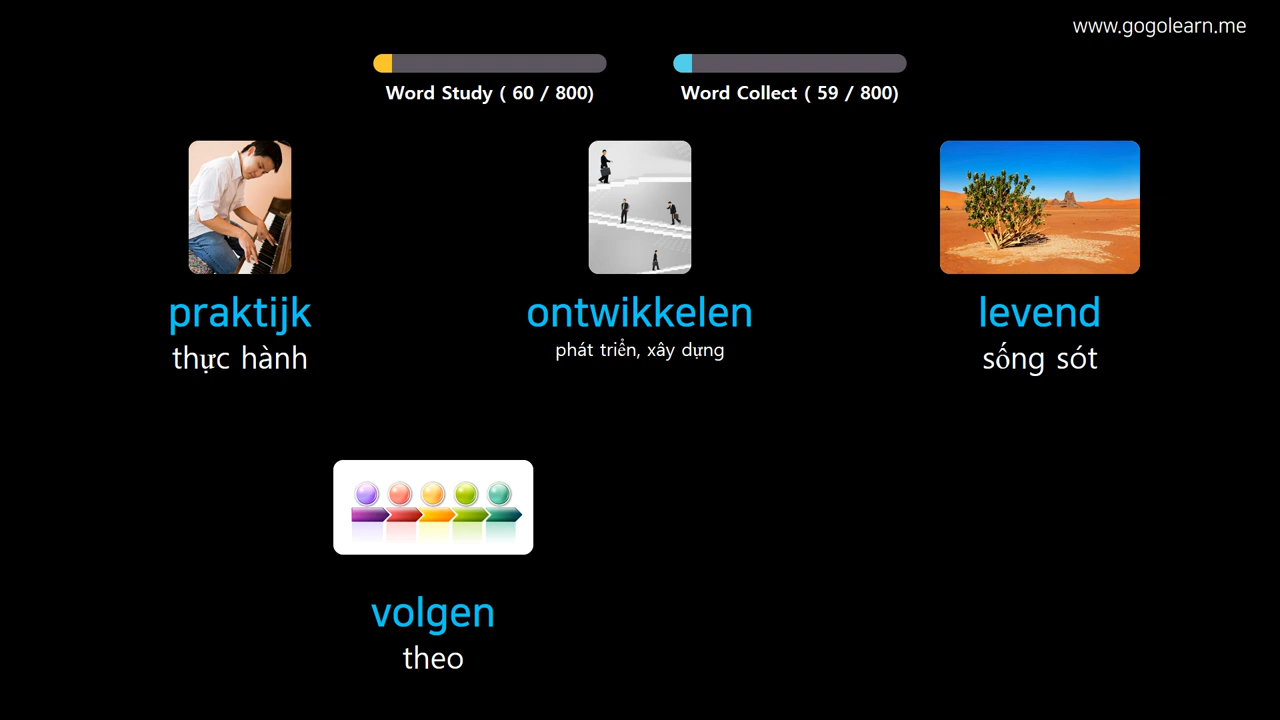 www.gogolearn.me
Word Study ( 60 / 800)
Word Collect ( 59 / 800)
praktijk
thực hành
ontwikkelen
phát triển, xây dựng
levend
sống sót
volgen
theo